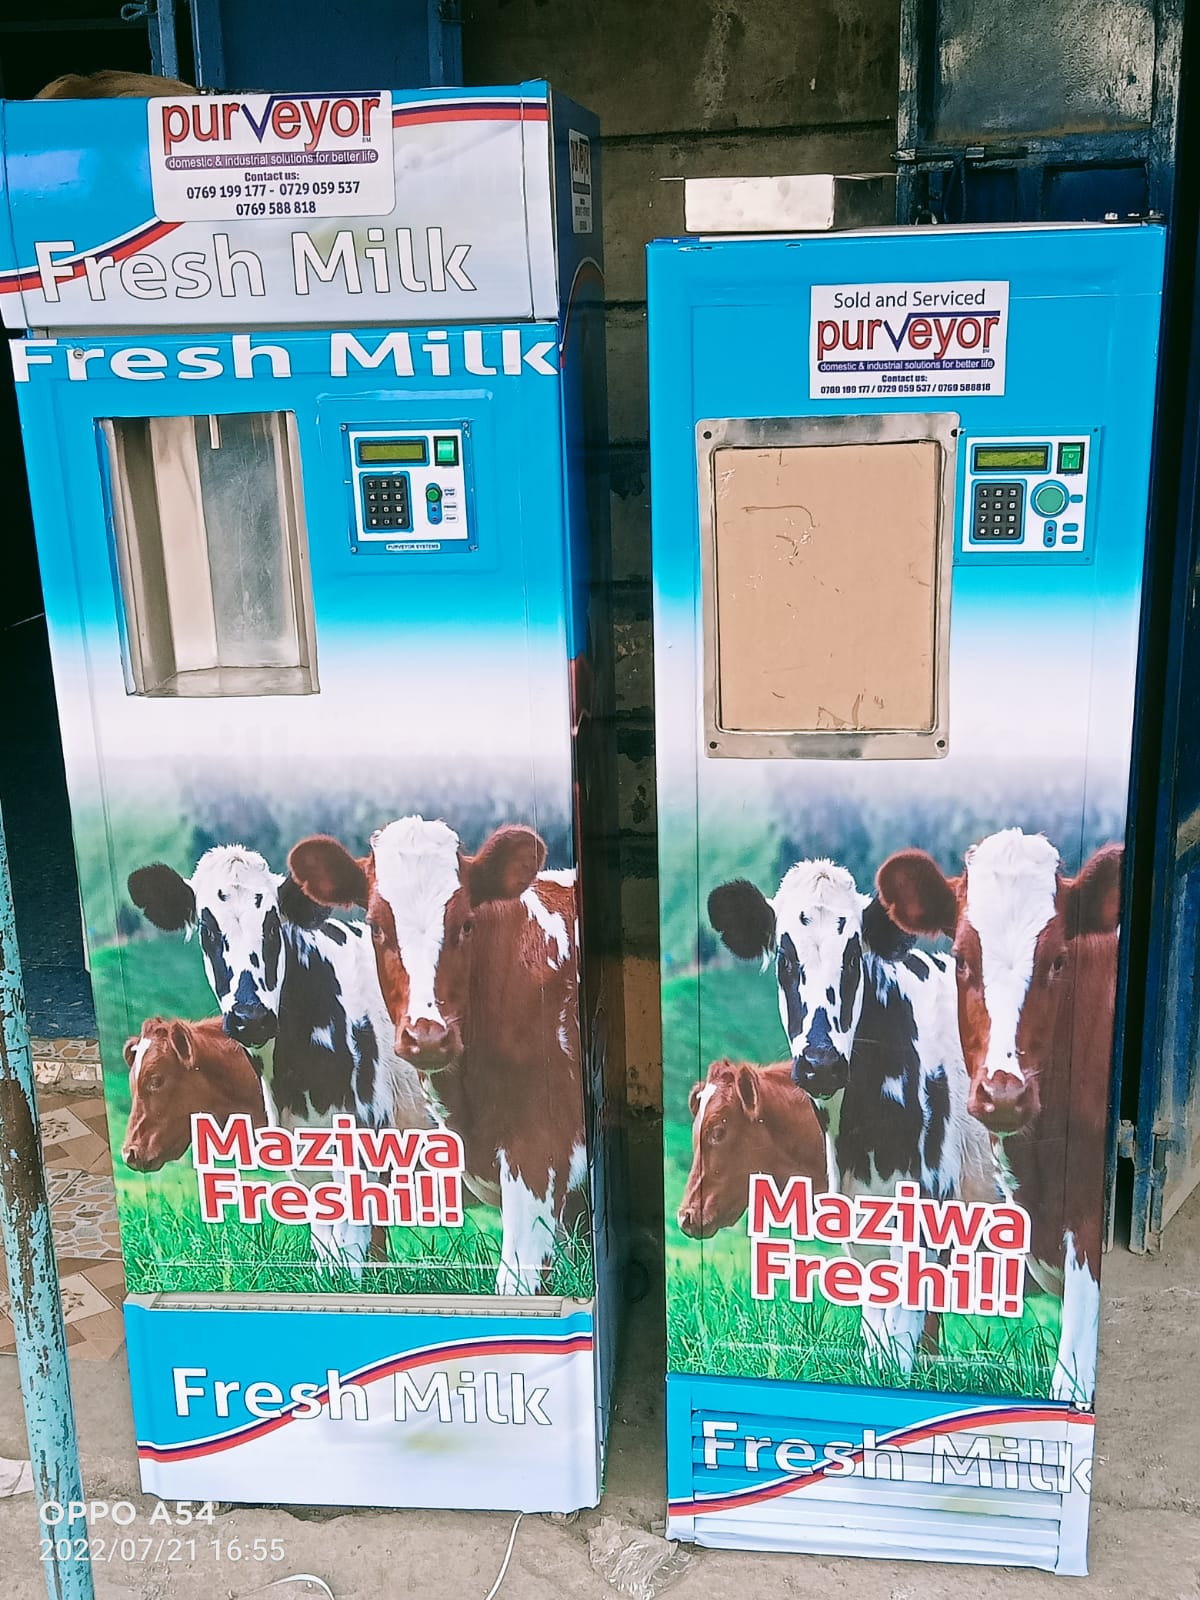 purveyor
domestic & industrial solutions for better life
Contact us:
0769 199 177 - 0729 059 537
0769 588 818
Fresh Milk
Fresh Milk
PURVEYOR SYSTEMS
Maziwa
Freshi!!
Fresh Milk
Sold and Serviced
purveyor
domestic & industrial solutions for better life
Contact us:
0769 199 177 / 0729 059 537 / 0769 588818
Maziwa
Freshi!!
Fresh Milk
OPPO A54
2022/07/21 16:55